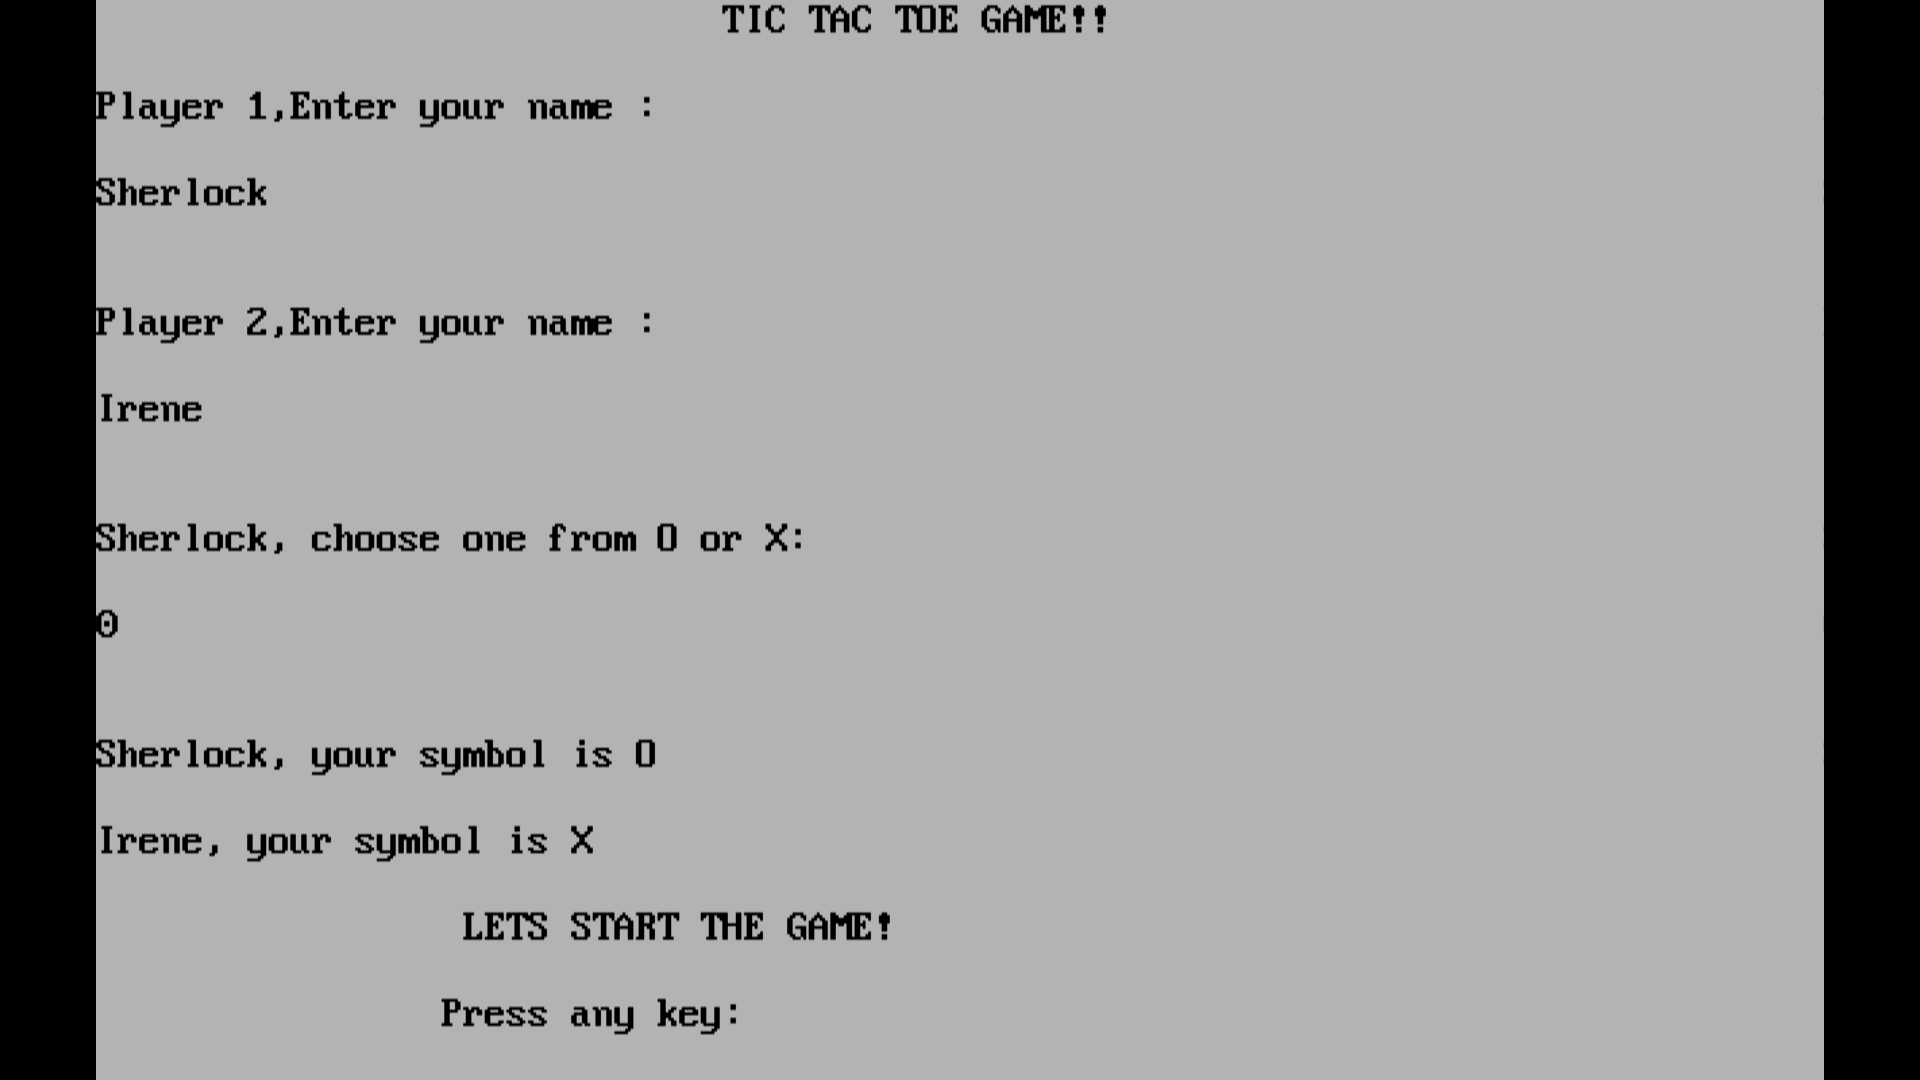 TIC TAC TOE GAME!!
Player 1,Enter your name :
Sherlock
Player 2,Enter your name :
Irene
Sherlock, choose one from O or X:
0
Sherlock, your symbol is O
Irene, your symbol is X
LETS START THE GAME!
Press any key: